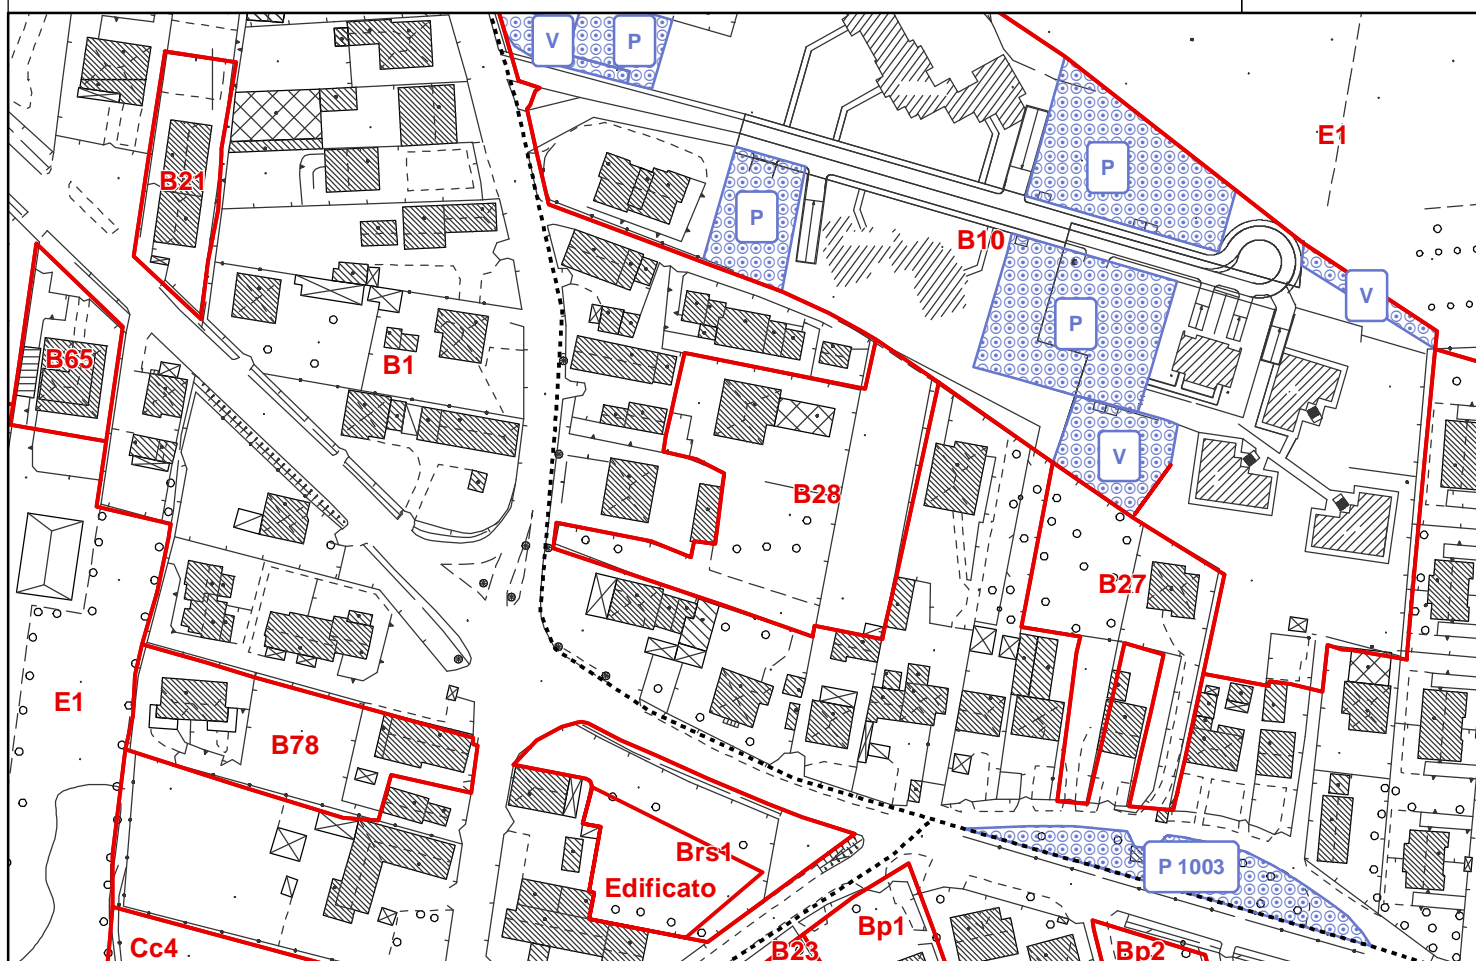 V
P
E1
P
B21
P
B10
V
P
B65
B1
V
B28
B27
E1
B78
Brs1
P 1003
Edificato
Bp1
Cc4
B23
Bp2